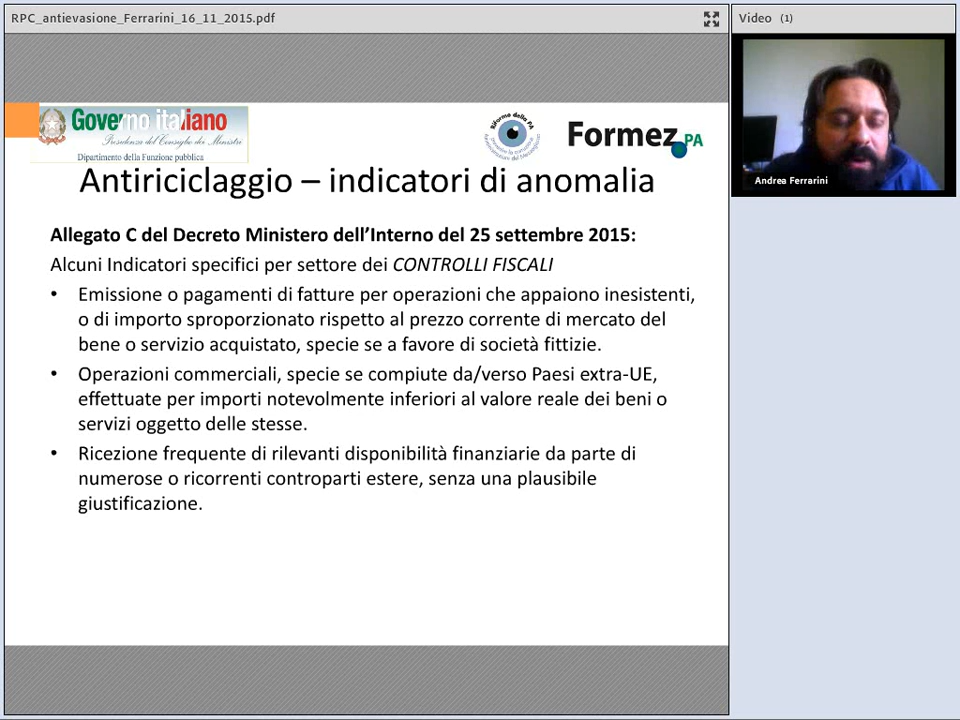 RPC_antievasione_Ferrarini_16_11_2015.pdf
Video (1)
Governo italiano
Presidenza del Consiglio dei Ministri
Dipartimento della Funzione pubblica
Riforma della PA
Formez PA
Andrea Ferrarini
Antiriciclaggio – indicatori di anomalia
Allegato C del Decreto Ministero dell’Interno del 25 settembre 2015:
Alcuni Indicatori specifici per settore dei CONTROLLI FISCALI
• Emissione o pagamenti di fatture per operazioni che appaiono inesistenti,
o di importo sproporzionato rispetto al prezzo corrente di mercato del
bene o servizio acquistato, specie se a favore di società fittizie.
• Operazioni commerciali, specie se compiute da/verso Paesi extra-UE,
effettuate per importi notevolmente inferiori al valore reale dei beni o
servizi oggetto delle stesse.
• Ricezione frequente di rilevanti disponibilità finanziarie da parte di
numerose o ricorrenti controparti estere, senza una plausibile
giustificazione.